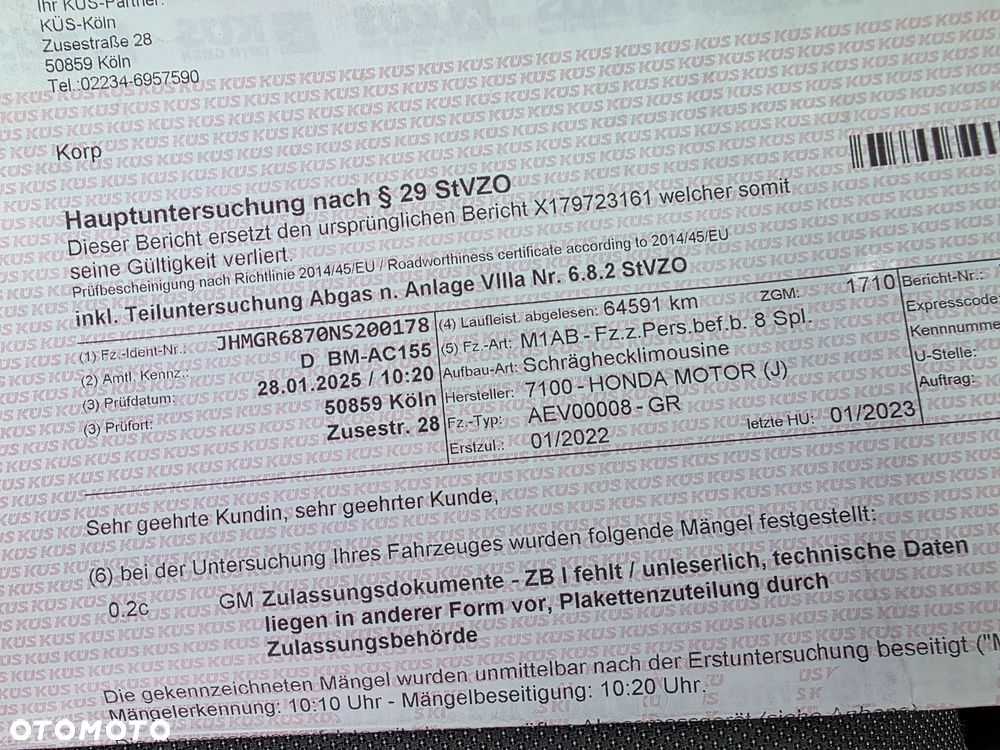 Ihr KÜS-Partner:
KÜS-Köln
Zusestraße 28
50859 Köln
Tel.:02234-6957590
Korp
Hauptuntersuchung nach § 29 StVZO
Dieser Bericht ersetzt den ursprünglichen Bericht X179723161 welcher somit
seine Gültigkeit verliert.
Prüfbescheinigung nach Richtlinie 2014/45/EU / Roadworthiness certificate according to 2014/45/EU
inkl. Teiluntersuchung Abgas n. Anlage VIIIa Nr. 6.8.2 StVZO
(1) Fz.-Ident-Nr.: JHMGR6870NS200178
(2) Amtl. Kennz.: D BM-AC155
(3) Prüfdatum: 28.01.2025 / 10:20
(3) Prüfort: 50859 Köln
Zusestr. 28
(4) Laufleist. abgelesen: 64591 km ZGM: 1710
(5) Fz.-Art: M1AB - Fz.z.Pers.bef.b. 8 Spl.
Aufbau-Art: Schräghecklimousine
Hersteller: 7100 - HONDA MOTOR (J)
Fz.-Typ: AEV00008 - GR
Erstzul.: 01/2022 letzte HU: 01/2023
Bericht-Nr.:
Expresscode:
Kennnumme
U-Stelle:
Auftrag:
Sehr geehrte Kundin, sehr geehrter Kunde,
(6) bei der Untersuchung Ihres Fahrzeuges wurden folgende Mängel festgestellt:
0.2c GM Zulassungsdokumente - ZB I fehlt / unleserlich, technische Daten
liegen in anderer Form vor, Plakettenzuteilung durch
Zulassungsbehörde
Die gekennzeichneten Mängel wurden unmittelbar nach der Erstuntersuchung beseitigt ("M
Mängelerkennung: 10:10 Uhr - Mängelbeseitigung: 10:20 Uhr.
OTOMOTO